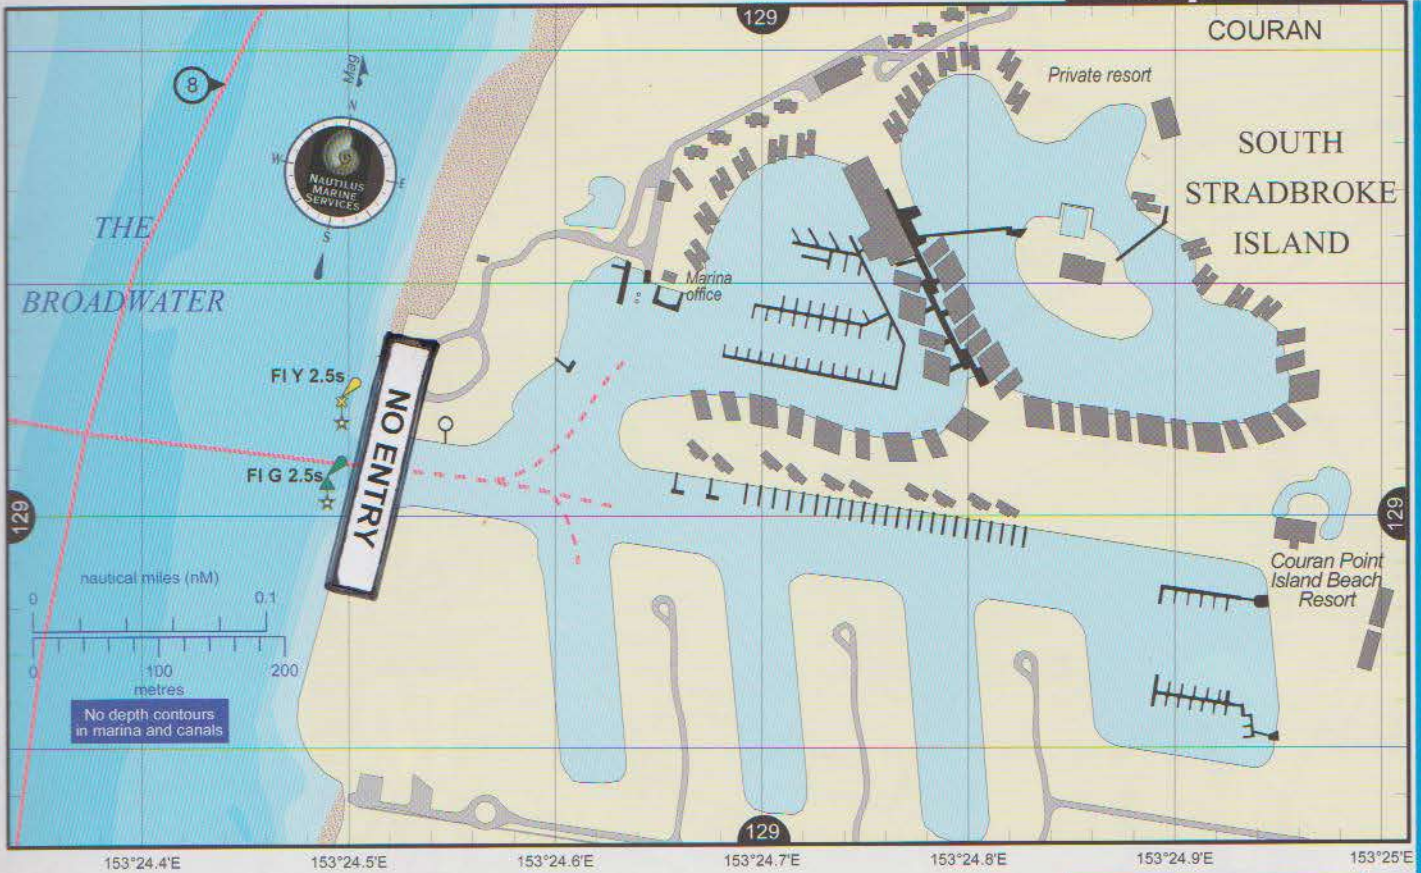 129
COURAN
Private resort
SOUTH
STRADBROKE
ISLAND
8
Mag
N
W
E
S
NAUTILUS
MARINE
SERVICES
THE
BROADWATER
Marina
office
Fl Y 2.5s
Fl G 2.5s
NO ENTRY
129
129
nautical miles (nM)
0
0.1
0
100
200
metres
No depth contours
in marina and canals
Couran Point
Island Beach
Resort
129
153°24.4'E
153°24.5'E
153°24.6'E
153°24.7'E
153°24.8'E
153°24.9'E
153°25'E